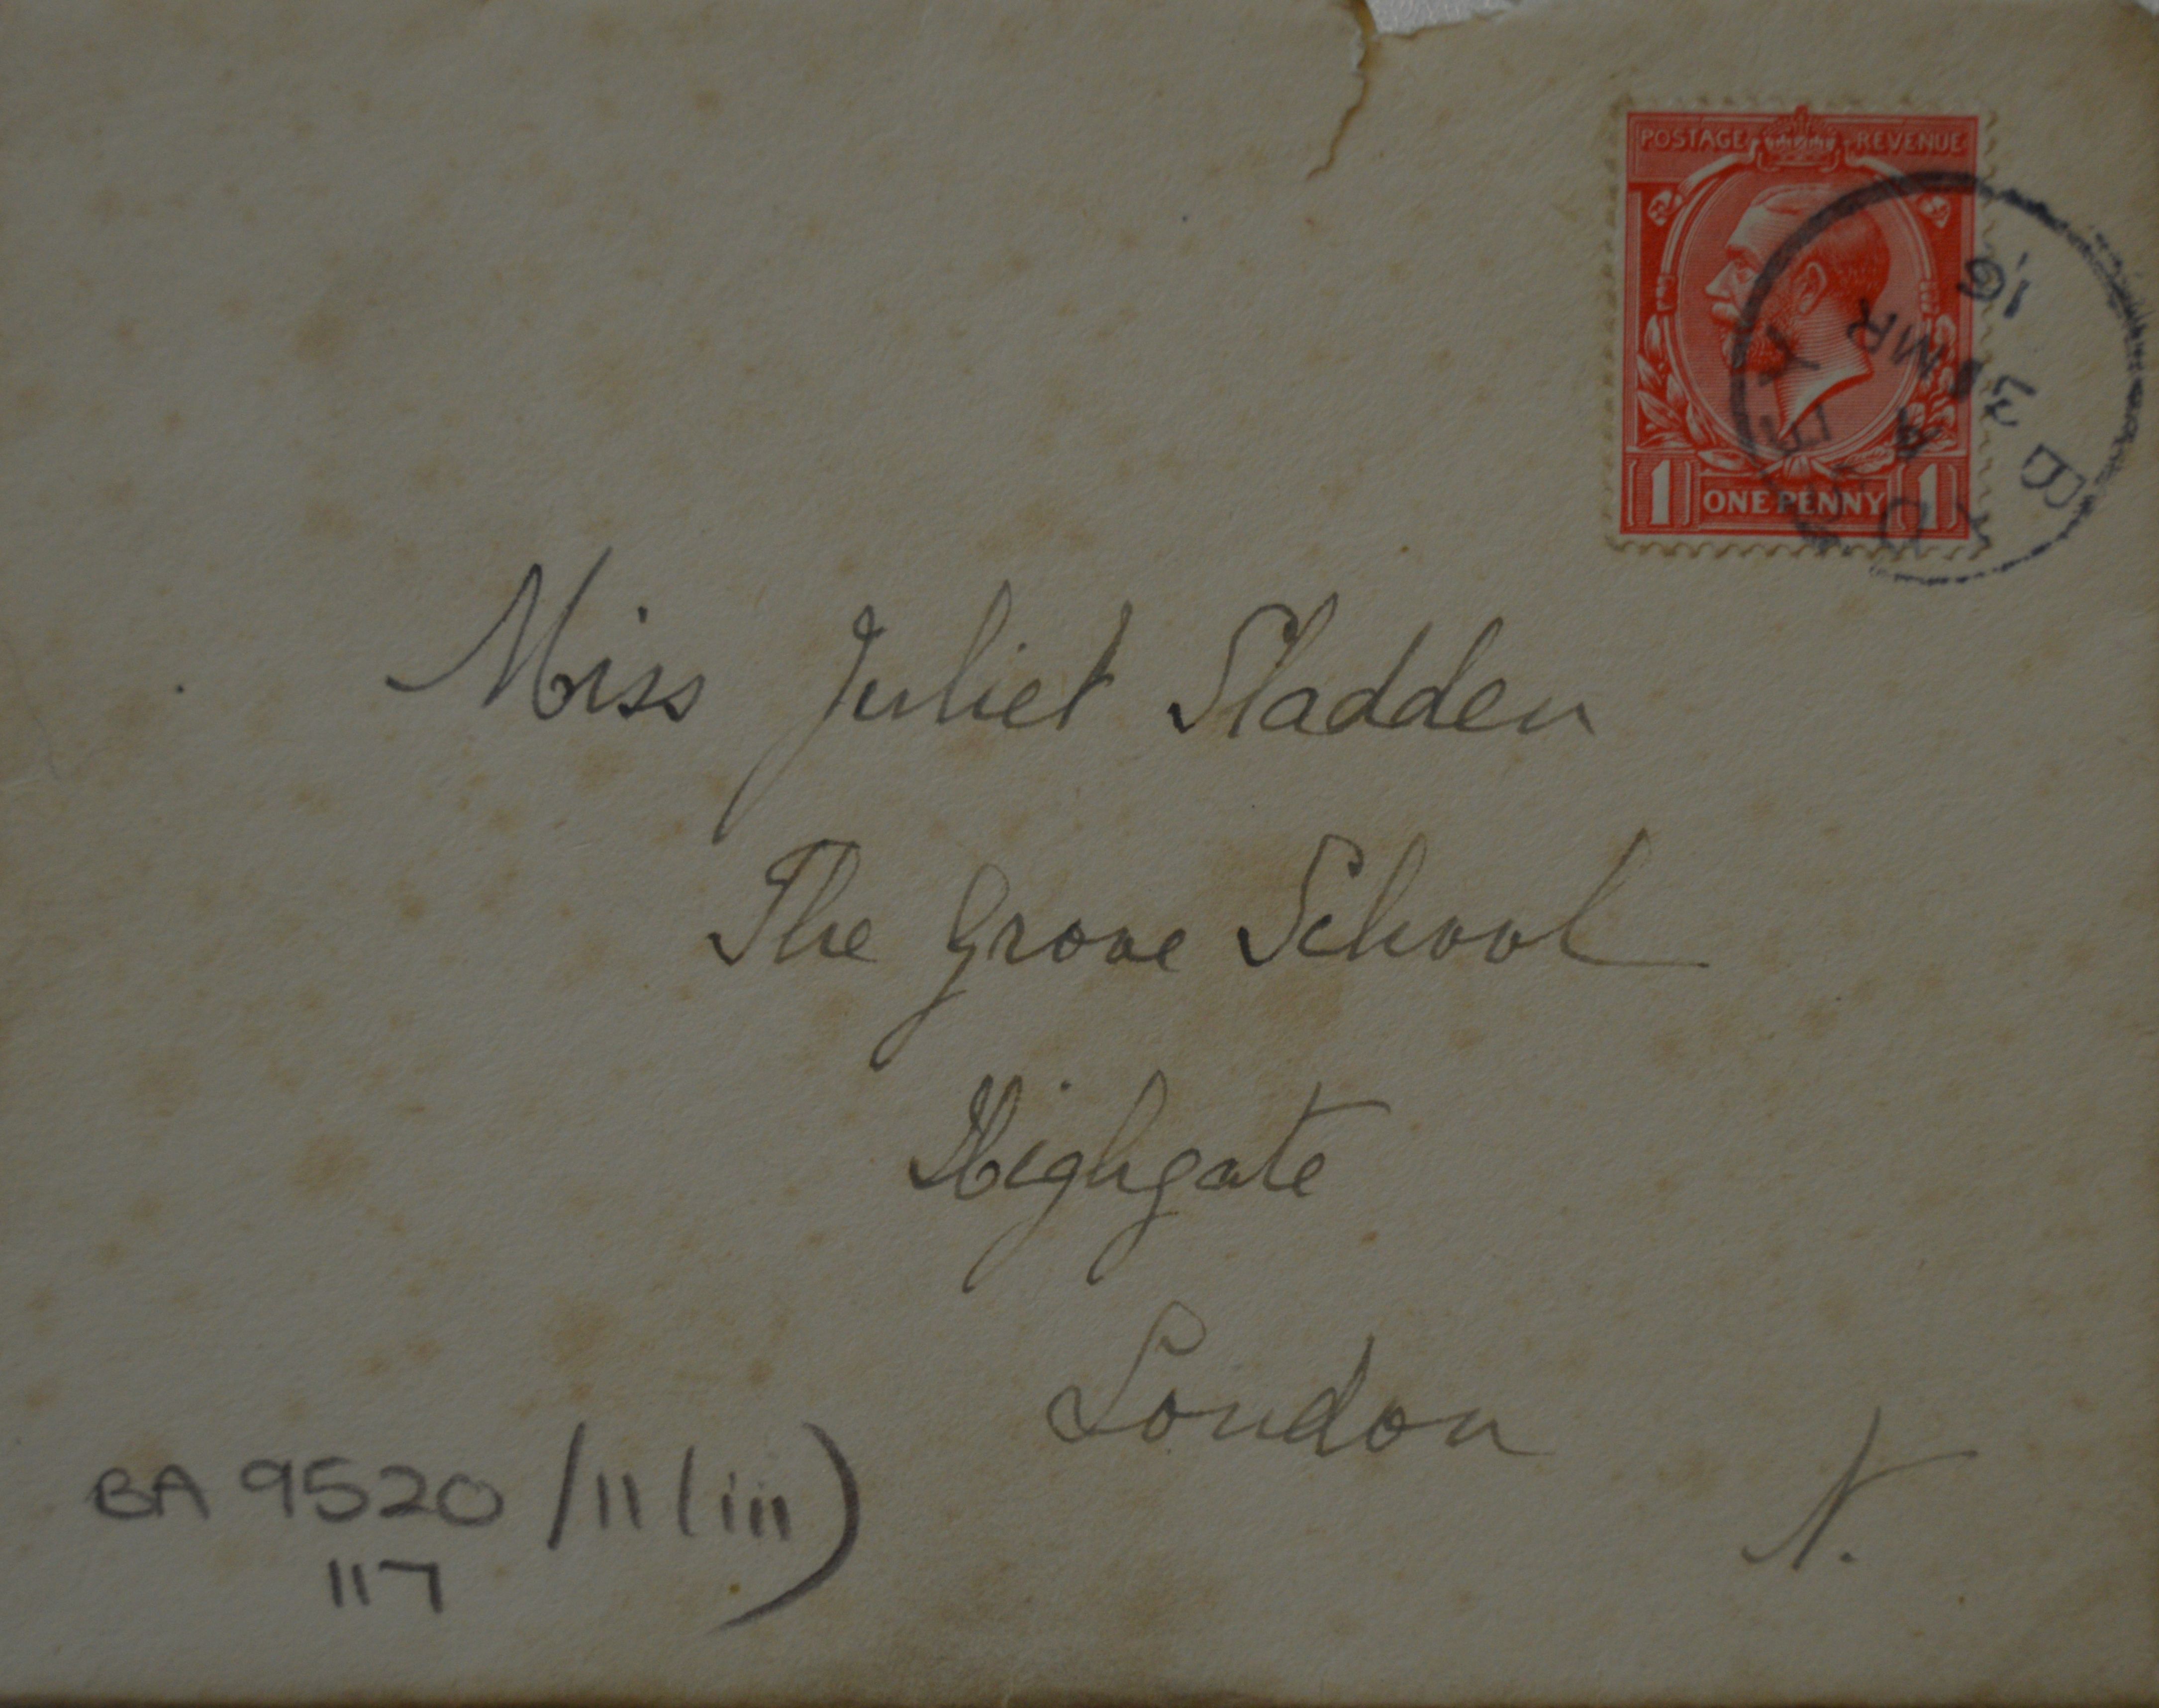 POSTAGE REVENUE
1 ONE PENNY 1
BADSEY
A
MR
16
Miss Juliet Sladden
The Grove School
Highgate
London
N.
BA 9520/11(iii)
117